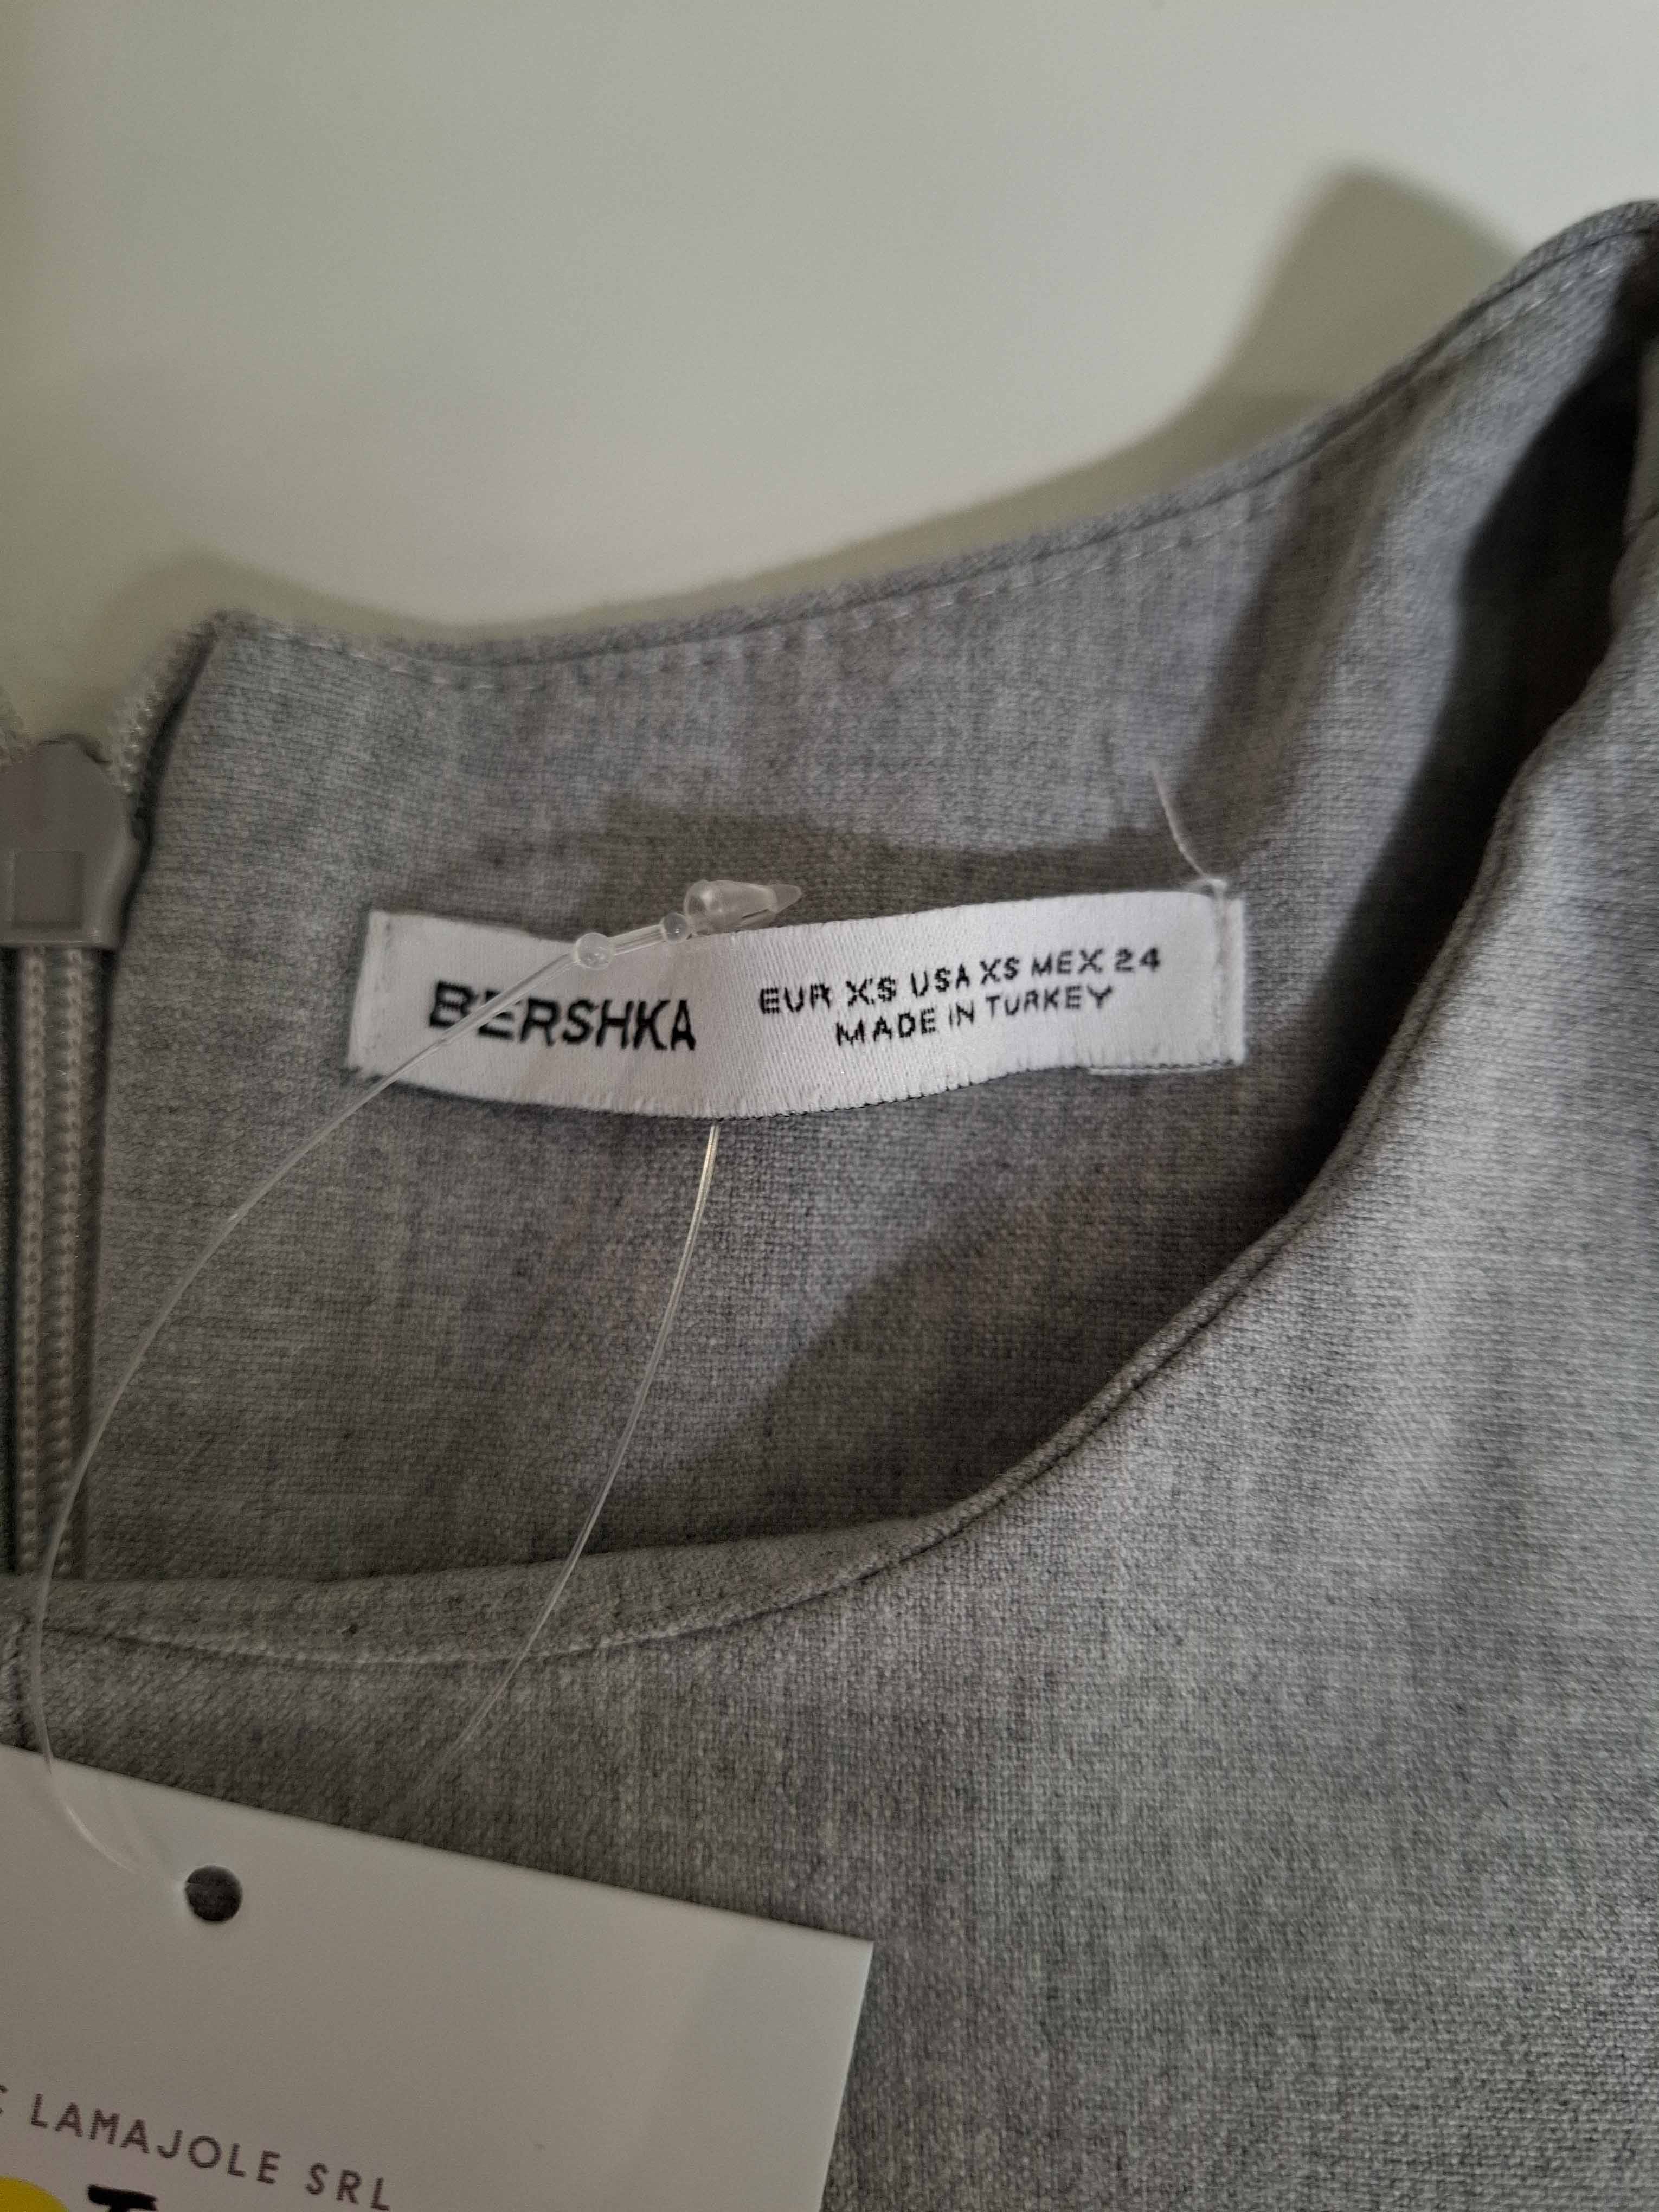 BERSHKA
EUR XS USA XS MEX 24
MADE IN TURKEY
LAMAJOLE SRL